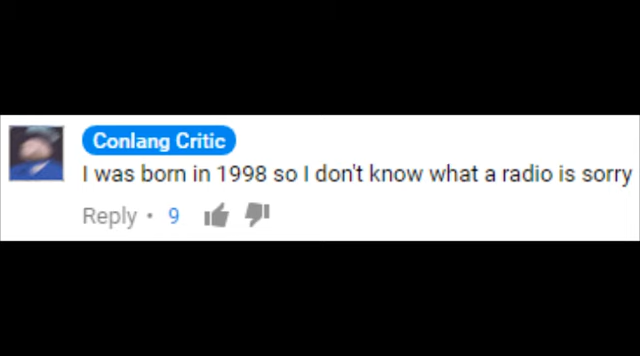 Conlang Critic
I was born in 1998 so I don't know what a radio is sorry
Reply • 9